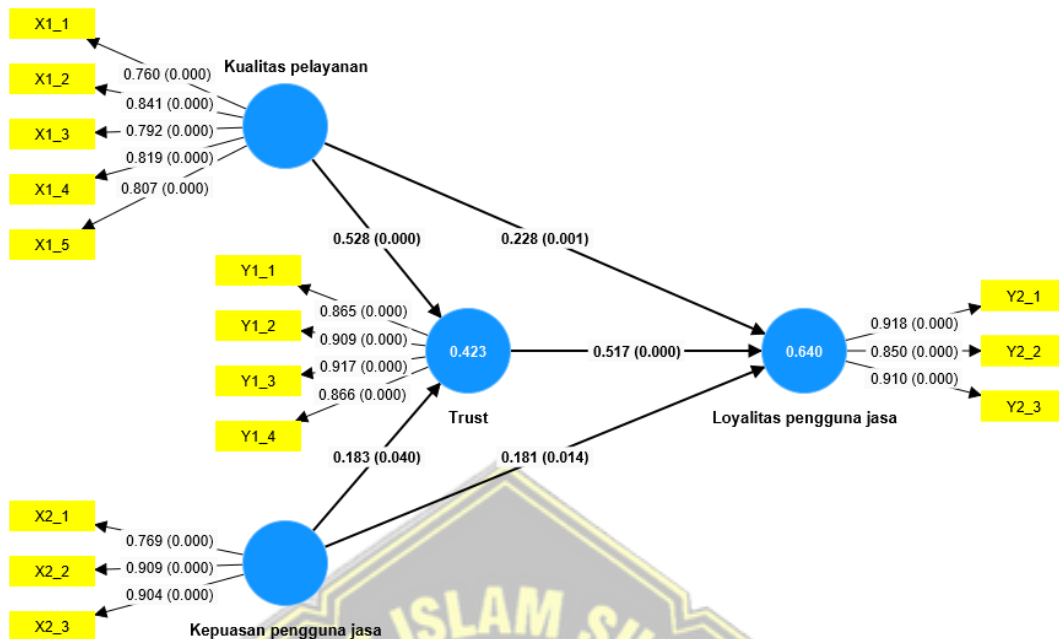 X1_1
X1_2
X1_3
X1_4
X1_5
0.760 (0.000)
0.841 (0.000)
0.792 (0.000)
0.819 (0.000)
0.807 (0.000)
Kualitas pelayanan
0.528 (0.000)
0.228 (0.001)
Y1_1
Y1_2
Y1_3
Y1_4
0.865 (0.000)
0.909 (0.000)
0.917 (0.000)
0.866 (0.000)
0.423
Trust
0.517 (0.000)
0.640
Loyalitas pengguna jasa
0.918 (0.000)
0.850 (0.000)
0.910 (0.000)
Y2_1
Y2_2
Y2_3
0.183 (0.040)
0.181 (0.014)
X2_1
X2_2
X2_3
0.769 (0.000)
0.909 (0.000)
0.904 (0.000)
Kepuasan pengguna jasa
ISLAM